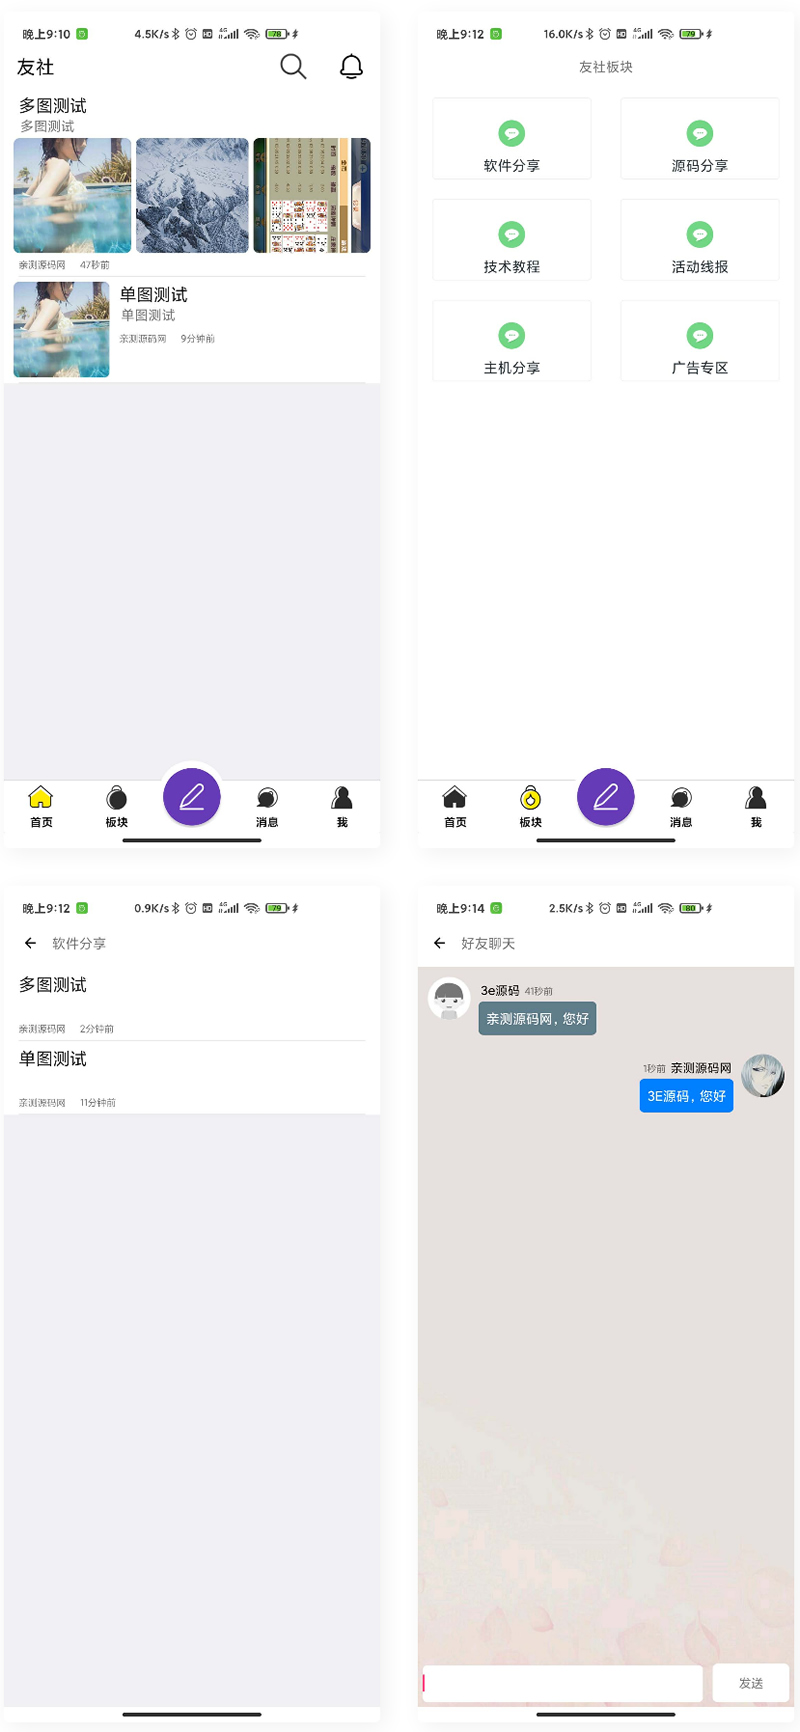 晚上9:10
4.5K/s
HD
4G
78
友社
多图测试
多图测试
亲测源码网 47秒前
单图测试
单图测试
亲测源码网 9分钟前
首页
板块
消息
我
晚上9:12
16.0K/s
HD
4G
79
友社板块
软件分享
源码分享
技术教程
活动线报
主机分享
广告专区
首页
板块
消息
我
晚上9:12
0.9K/s
HD
4G
79
软件分享
多图测试
亲测源码网 2分钟前
单图测试
亲测源码网 11分钟前
晚上9:14
2.5K/s
HD
4G
80
好友聊天
3e源码 41秒前
亲测源码网，您好
1秒前 亲测源码网
3E源码，您好
发送